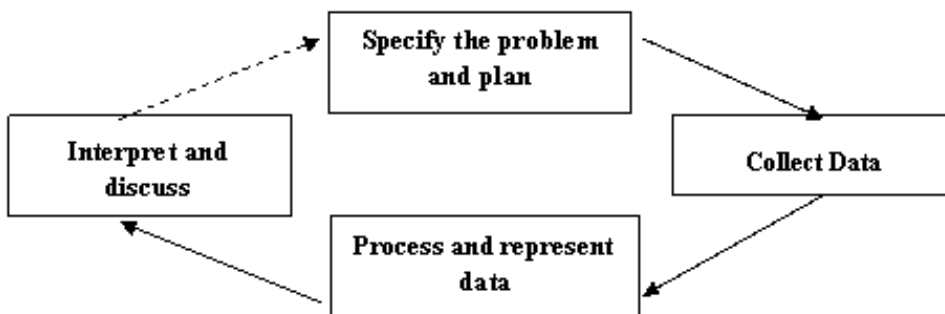 Specify the problem
and plan
Interpret and
discuss
Collect Data
Process and represent
data